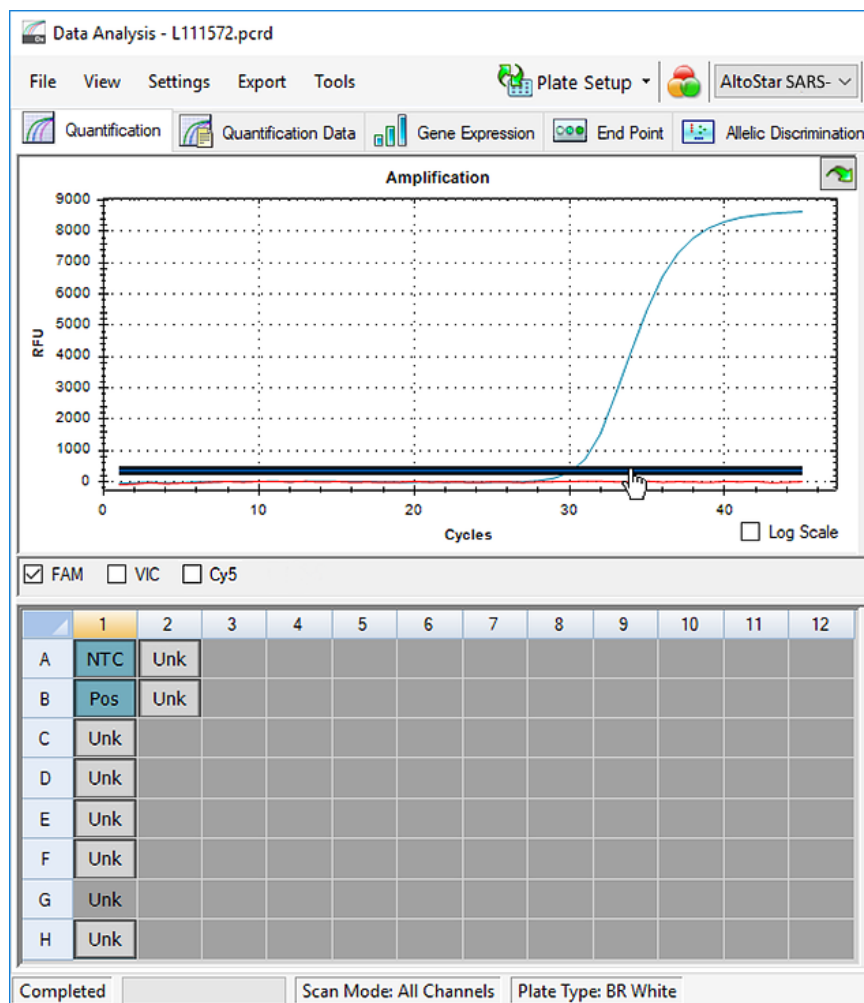 Data Analysis - L111572.pcrd
File View Settings Export Tools Plate Setup AltoStar SARS-
Quantification Quantification Data Gene Expression End Point Allelic Discrimination
Amplification
9000
8000
7000
6000
5000
4000
3000
2000
1000
0
RFU
0 10 20 30 40
Cycles
Log Scale
FAM VIC Cy5
1 2 3 4 5 6 7 8 9 10 11 12
A NTC Unk
B Pos Unk
C Unk
D Unk
E Unk
F Unk
G Unk
H Unk
Completed Scan Mode: All Channels Plate Type: BR White